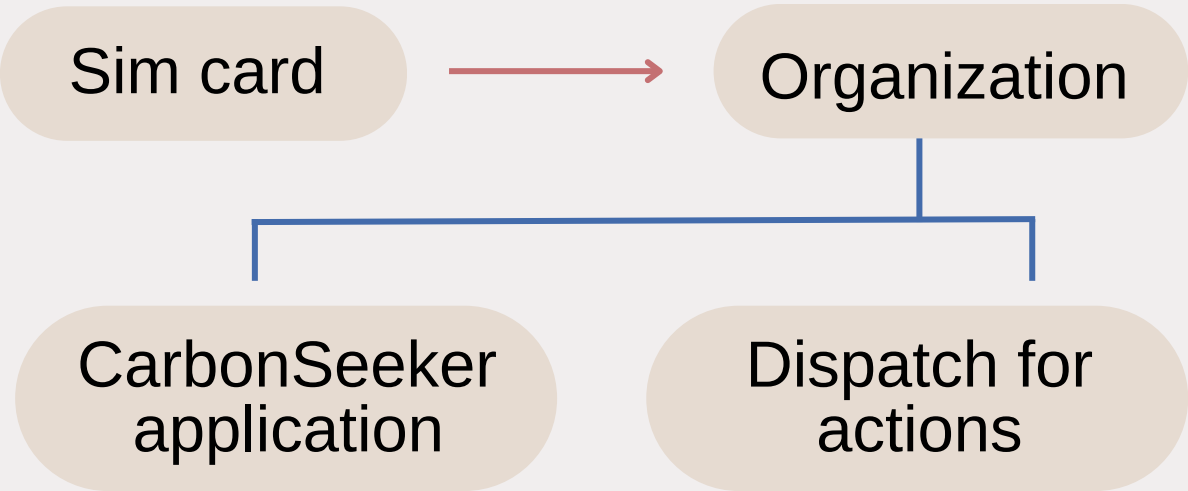 Sim card
Organization
CarbonSeeker
application
Dispatch for
actions